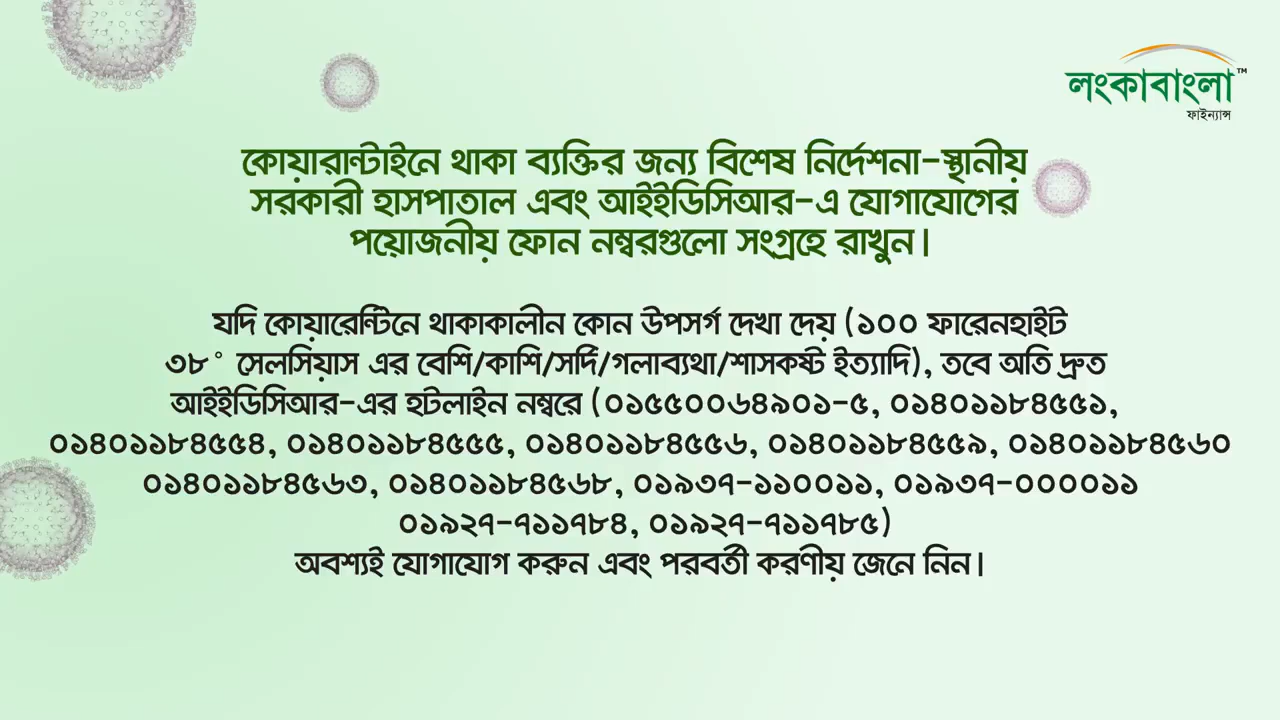 লংকাবাংলা™
ফাইন্যান্স
কোয়ারান্টাইনে থাকা ব্যক্তির জন্য বিশেষ নির্দেশনা-স্থানীয়
সরকারী হাসপাতাল এবং আইইডিসিআর-এ যোগাযোগের
পয়োজনীয় ফোন নম্বরগুলো সংগ্রহে রাখুন।
যদি কোয়ারেন্টিনে থাকাকালীন কোন উপসর্গ দেখা দেয় (১০০ ফারেনহাইট
৩৮° সেলসিয়াস এর বেশি/কাশি/সর্দি/গলাব্যথা/শাসকষ্ট ইত্যাদি), তবে অতি দ্রুত
আইইডিসিআর-এর হটলাইন নম্বরে (০১৫৫০০৬৪৯০১-৫, ০১৪০১১৮৪৫৫১,
০১৪০১১৮৪৫৫৪, ০১৪০১১৮৪৫৫৫, ০১৪০১১৮৪৫৫৬, ০১৪০১১৮৪৫৫৯, ০১৪০১১৮৪৫৬০
০১৪০১১৮৪৫৬৩, ০১৪০১১৮৪৫৬৮, ০১৯৩৭-১১০০১১, ০১৯৩৭-০০০০১১
০১৯২৭-৭১১৭৮৪, ০১৯২৭-৭১১৭৮৫)
অবশ্যই যোগাযোগ করুন এবং পরবর্তী করণীয় জেনে নিন।